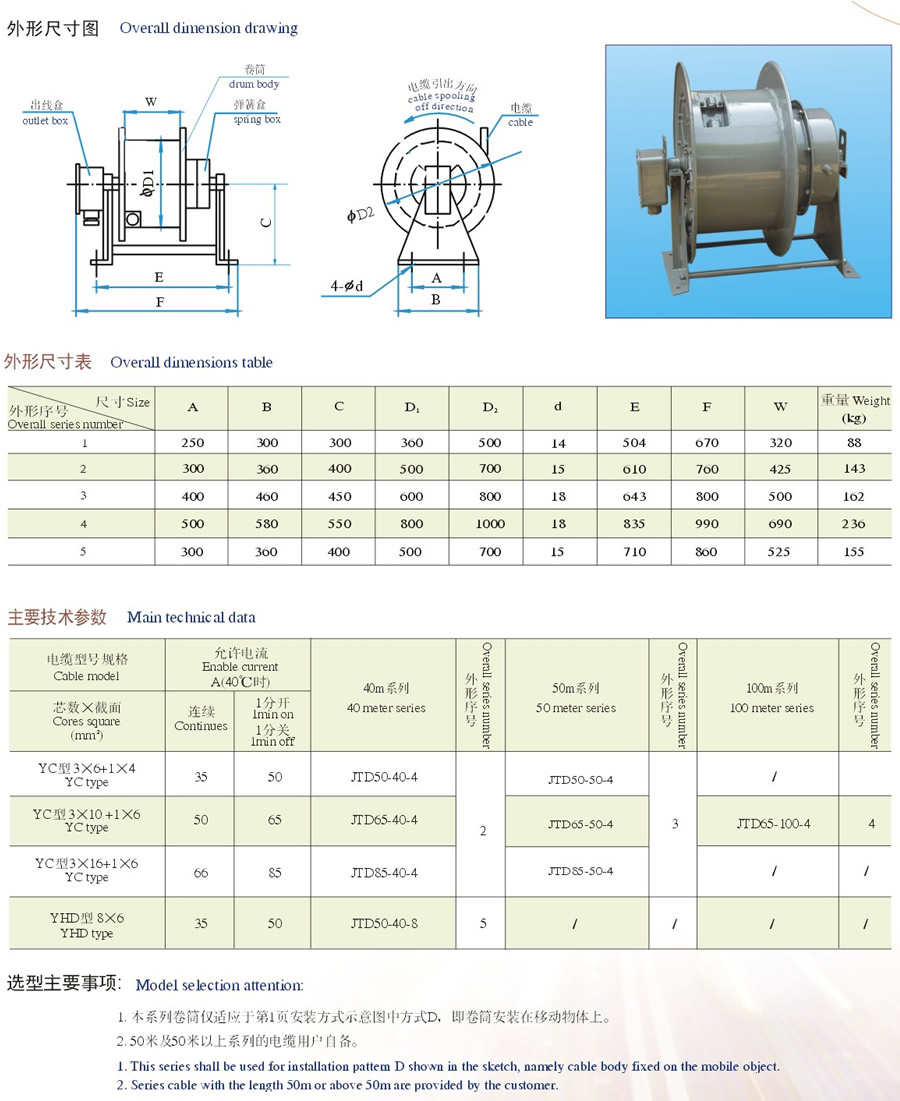 外形尺寸图 Overall dimension drawing
卷筒
drum body
出线盒
outlet box
W
弹簧盒
spring box
ϕD1
C
E
F
电缆引出方向
cable spooling
off direction
电缆
cable
ϕD2
4-ϕd
A
B
外形尺寸表 Overall dimensions table
尺寸Size
外形序号
Overall series number
A B C D₁ D₂ d E F W 重量 Weight
(kg)
1 250 300 300 360 500 14 504 670 320 88
2 300 360 400 500 700 15 610 760 425 143
3 400 460 450 600 800 18 643 800 500 162
4 500 580 550 800 1000 18 835 990 690 236
5 300 360 400 500 700 15 710 860 525 155
主要技术参数 Main technical data
电缆型号规格
Cable model
芯数×截面
Cores square
(mm²)
允许电流
Enable current
A(40℃时)
连续
Continues
1分开
1min on
1分关
1min off
40m系列
40 meter series
外形序号
Overall series number
50m系列
50 meter series
外形序号
Overall series number
100m系列
100 meter series
外形序号
Overall series number
YC型 3×6+1×4
YC type
35 50 JTD50-40-4 2 JTD50-50-4 3 /
YC型 3×10+1×6
YC type
50 65 JTD65-40-4 JTD65-50-4 JTD65-100-4 4
YC型3×16+1×6
YC type
66 85 JTD85-40-4 JTD85-50-4 / /
YHD型 8×6
YHD type
35 50 JTD50-40-8 5 / / / /
选型主要事项: Model selection attention:
1. 本系列卷筒仅适应于第1页安装方式示意图中方式D，即卷筒安装在移动物体上。
2. 50米及50米以上系列的电缆用户自备。
1. This series shall be used for installation pattem D shown in the sketch, namely cable body fixed on the mobile object.
2. Series cable with the length 50m or above 50m are provided by the customer.